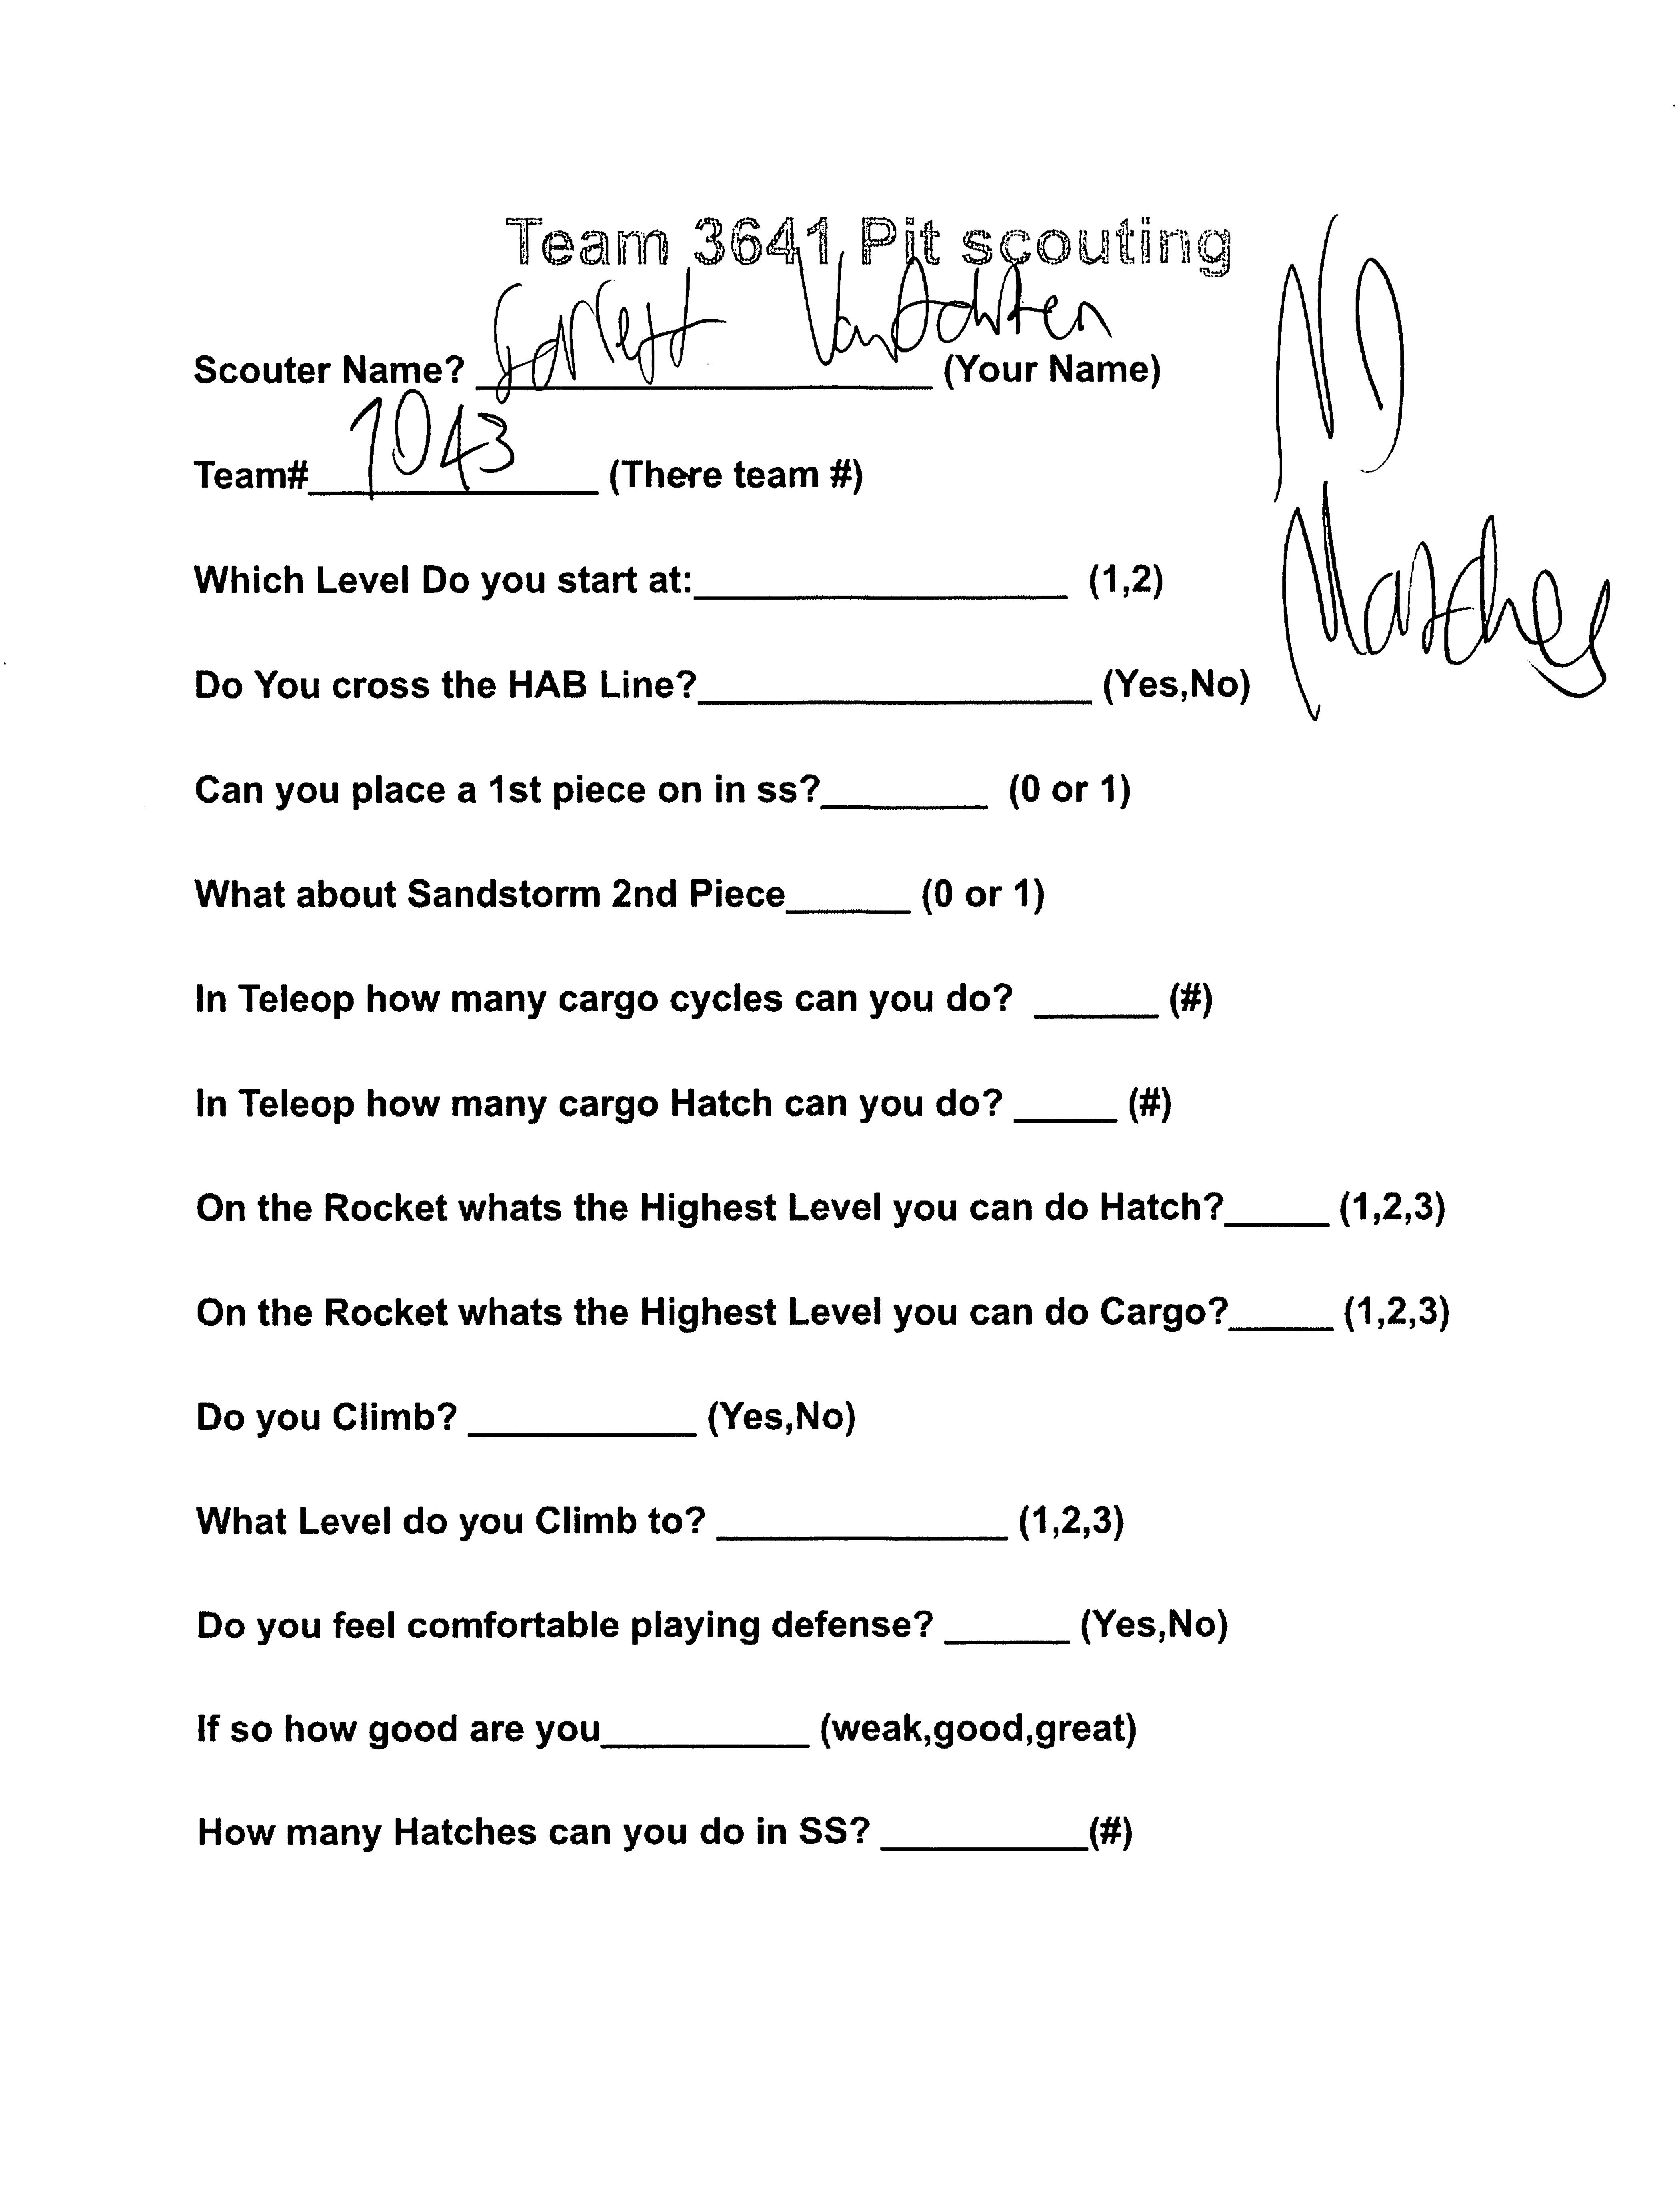 Team 3641 Pit scouting
Scouter Name? Garrett VanAchten (Your Name)
Team# 7043 (There team #)
NO
Matches
Which Level Do you start at:__________ (1,2)
Do You cross the HAB Line?__________ (Yes,No)
Can you place a 1st piece on in ss?________ (0 or 1)
What about Sandstorm 2nd Piece______ (0 or 1)
In Teleop how many cargo cycles can you do? ______ (#)
In Teleop how many cargo Hatch can you do? _____ (#)
On the Rocket whats the Highest Level you can do Hatch?_____ (1,2,3)
On the Rocket whats the Highest Level you can do Cargo?_____ (1,2,3)
Do you Climb? ___________ (Yes,No)
What Level do you Climb to? ______________ (1,2,3)
Do you feel comfortable playing defense? ______ (Yes,No)
If so how good are you__________ (weak,good,great)
How many Hatches can you do in SS? __________(#)